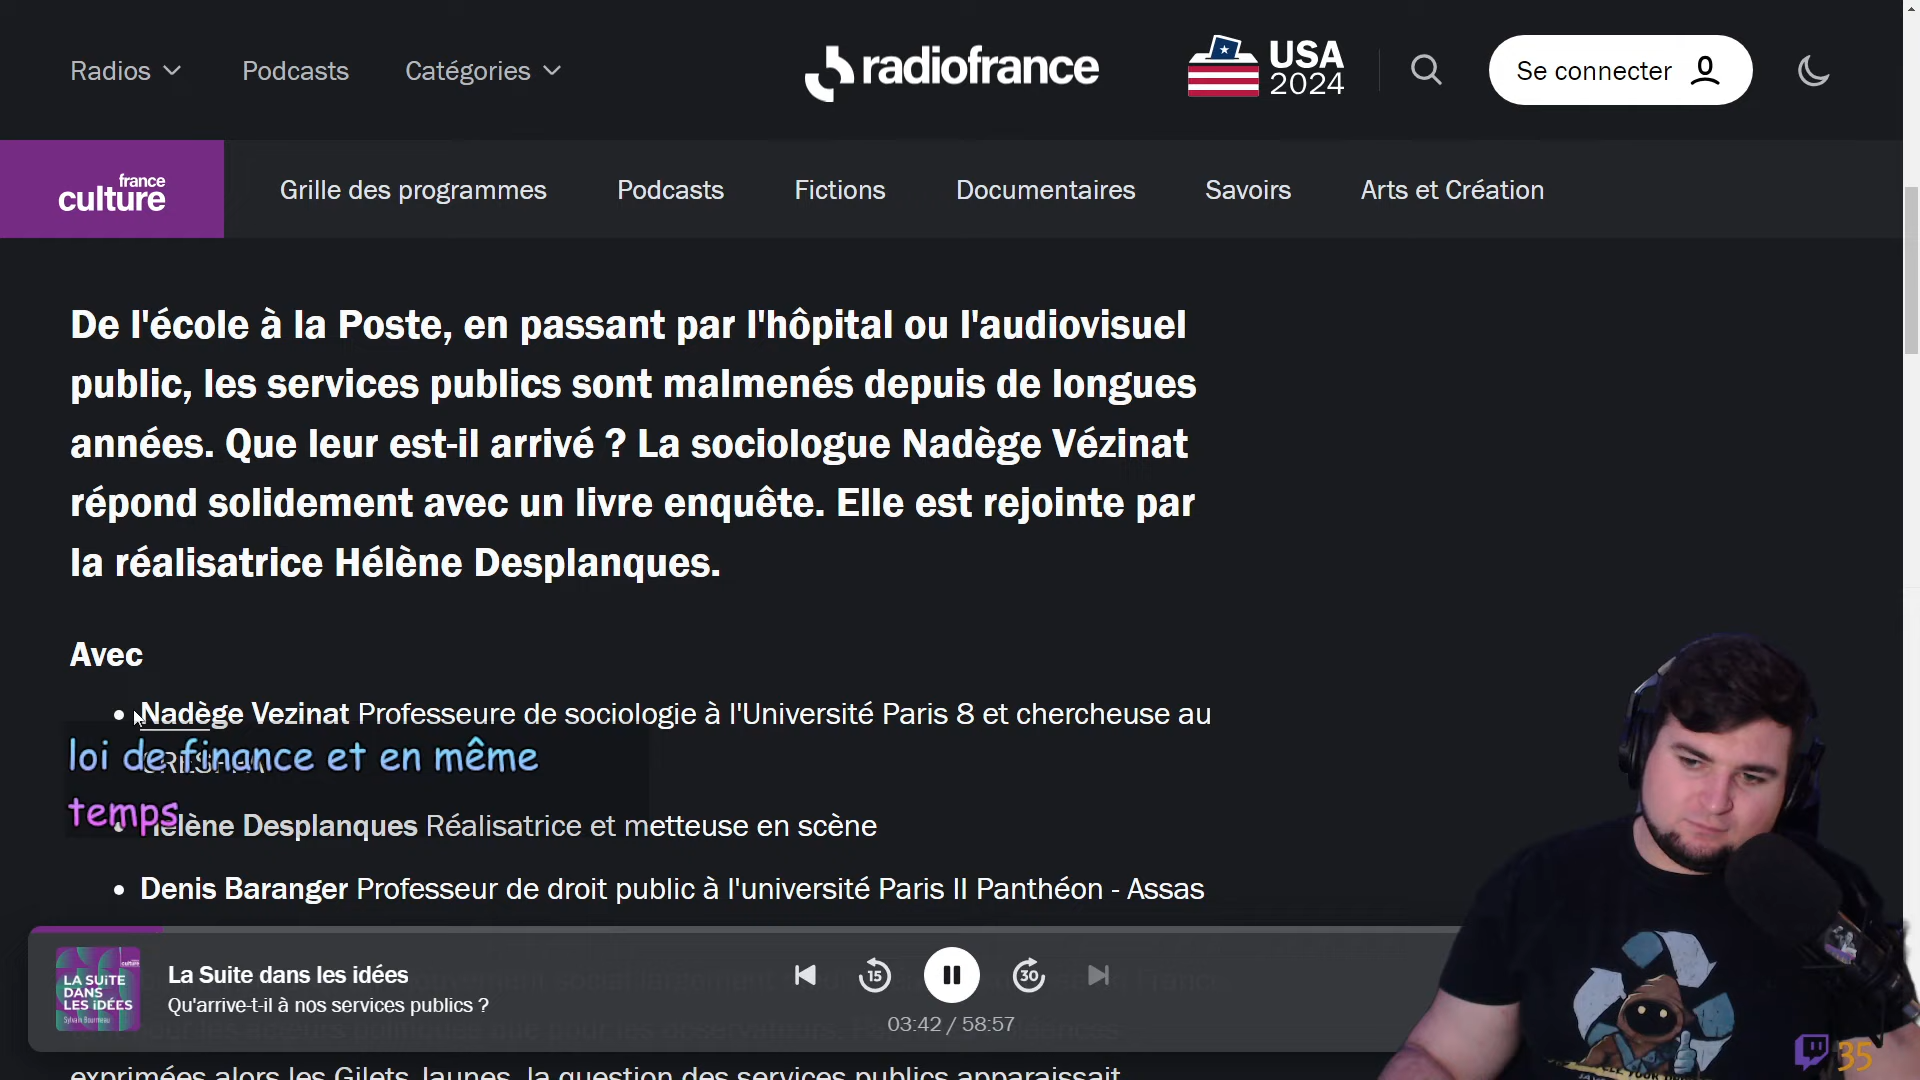 Radios
Podcasts
Catégories
radiofrance
USA
2024
Se connecter
france
culture
Grille des programmes
Podcasts
Fictions
Documentaires
Savoirs
Arts et Création
De l'école à la Poste, en passant par l'hôpital ou l'audiovisuel
public, les services publics sont malmenés depuis de longues
années. Que leur est-il arrivé ? La sociologue Nadège Vézinat
répond solidement avec un livre enquête. Elle est rejointe par
la réalisatrice Hélène Desplanques.
Avec
Nadège Vezinat Professeure de sociologie à l'Université Paris 8 et chercheuse au
loi de finance et en même
temps
Hélène Desplanques Réalisatrice et metteuse en scène
Denis Baranger Professeur de droit public à l'université Paris II Panthéon - Assas
LA SUITE
DANS
LES IDÉES
Sylvain Bourmeau
La Suite dans les idées
Qu'arrive-t-il à nos services publics ?
15
30
03:42 / 58:57
exprimées alors les Gilets Jaunes, la question des services publics apparaissait
35